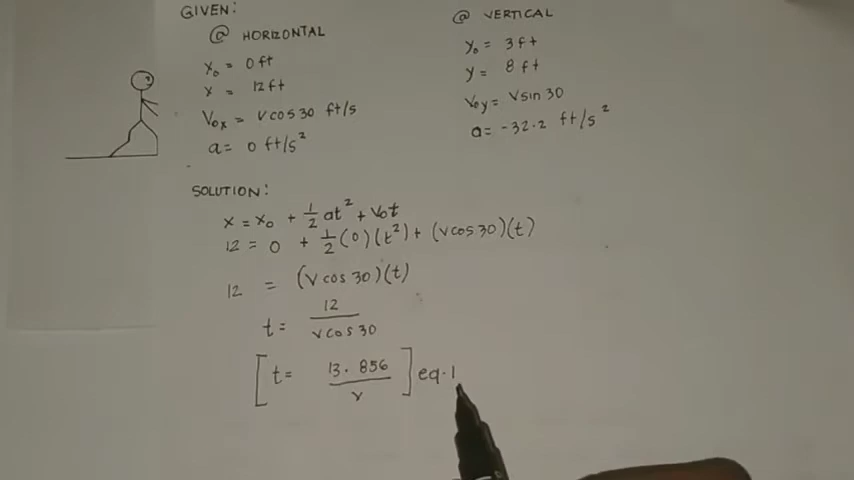 GIVEN:
@ HORIZONTAL
x₀ = 0 ft
x = 12 ft
V₀x = v cos 30 ft/s
a = 0 ft/s²
@ VERTICAL
y₀ = 3 ft
y = 8 ft
V₀y = v sin 30
a = -32.2 ft/s²
SOLUTION:
x = x₀ + 1/2 at² + V₀t
12 = 0 + 1/2 (0)(t²) + (v cos 30)(t)
12 = (v cos 30)(t)
t = 12 / v cos 30
[t = 13.856 / v] eq. 1